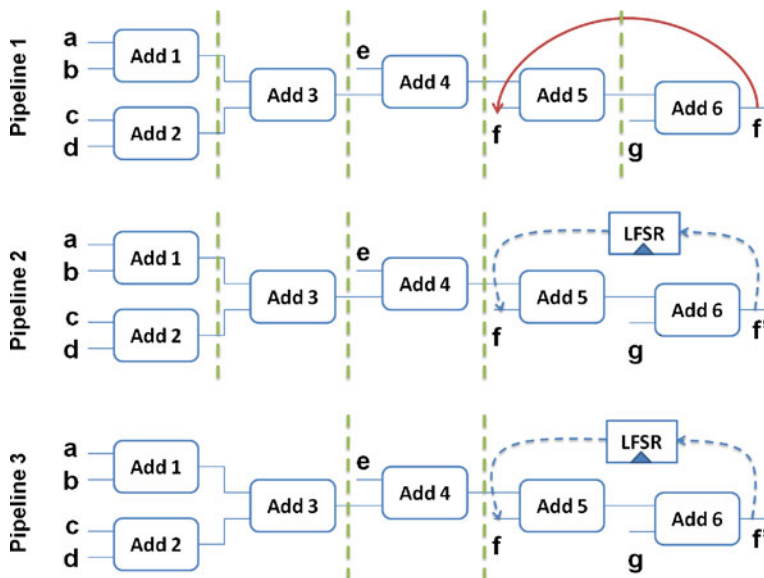 Pipeline 1
a
b
Add 1
c
d
Add 2
Add 3
e
Add 4
f
Add 5
g
Add 6
f
Pipeline 2
a
b
Add 1
c
d
Add 2
Add 3
e
Add 4
LFSR
f
Add 5
g
Add 6
f'
Pipeline 3
a
b
Add 1
c
d
Add 2
Add 3
e
Add 4
LFSR
f
Add 5
g
Add 6
f'